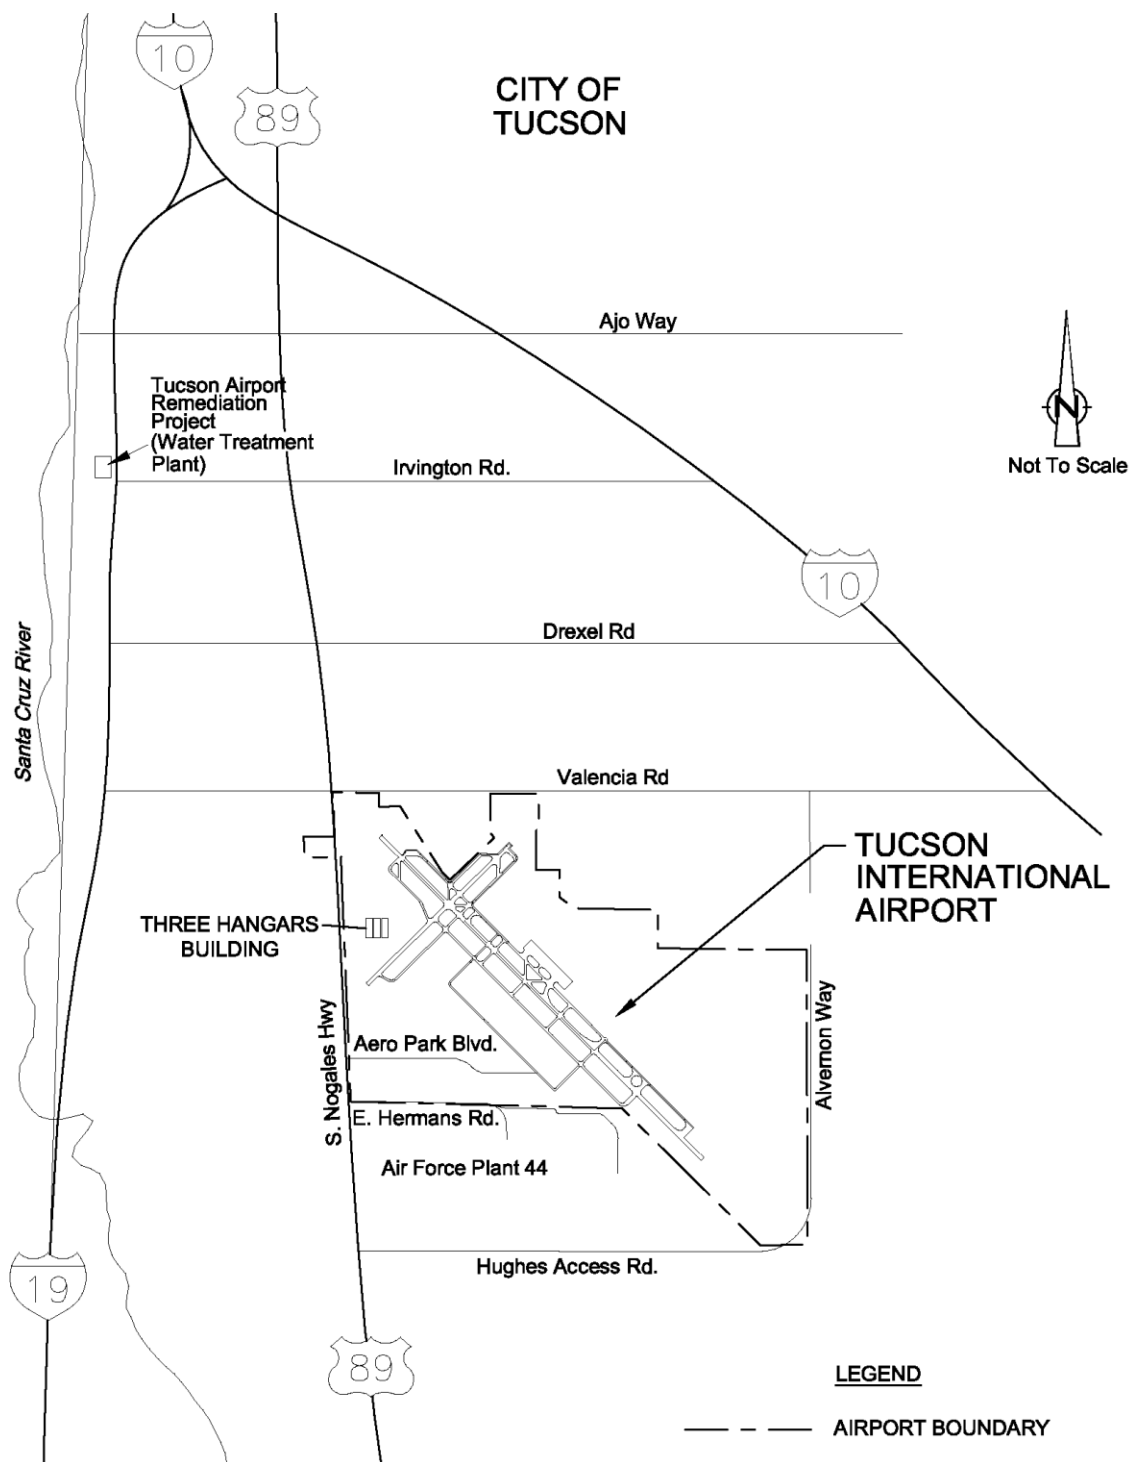 10
89
CITY OF
TUCSON
Ajo Way
Tucson Airport
Remediation
Project
(Water Treatment
Plant)
N
Not To Scale
Irvington Rd.
10
Drexel Rd
Santa Cruz River
Valencia Rd
TUCSON
INTERNATIONAL
AIRPORT
THREE HANGARS
BUILDING
S. Nogales Hwy
Aero Park Blvd.
Alvernon Way
E. Hermans Rd.
Air Force Plant 44
Hughes Access Rd.
19
89
LEGEND
AIRPORT BOUNDARY